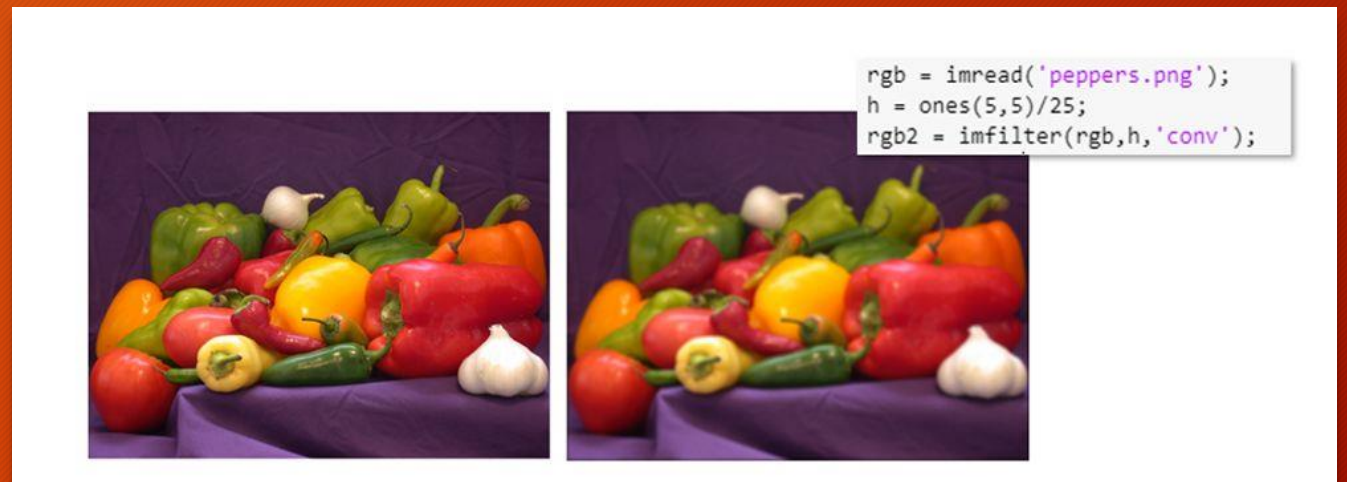 rgb = imread('peppers.png');
h = ones(5,5)/25;
rgb2 = imfilter(rgb,h,'conv');